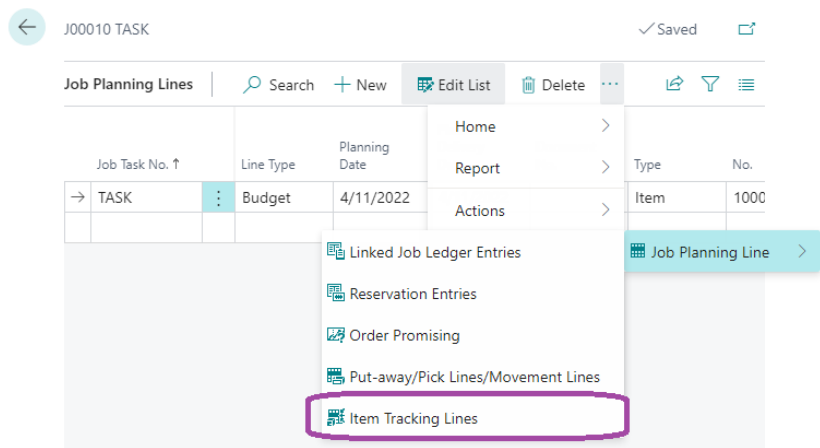 J00010 TASK
Saved
Job Planning Lines
Search
New
Edit List
Delete
Home
Report
Actions
Job Task No. ↑
Line Type
Planning
Date
Type
No.
TASK
Budget
4/11/2022
Item
1000
Linked Job Ledger Entries
Job Planning Line
Reservation Entries
Order Promising
Put-away/Pick Lines/Movement Lines
Item Tracking Lines